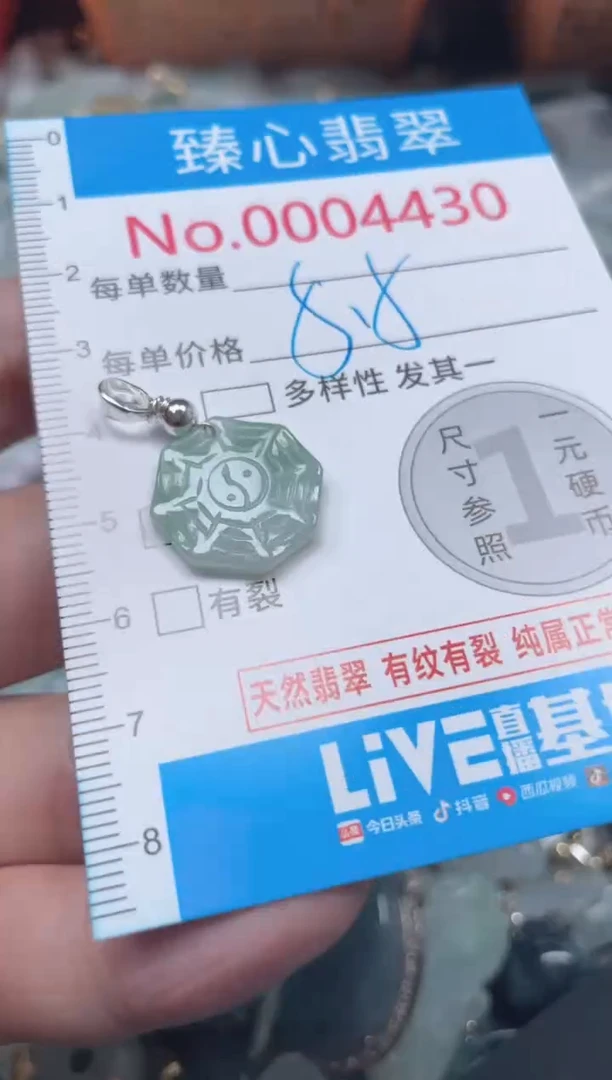 臻心翡翠
No.0004430
每单数量
8.8
每单价格
多样性 发其一
尺寸参照
1
一元硬币
有裂
天然翡翠 有纹有裂 纯属正常
LiVE直播基
今日头条 抖音 西瓜视频
0
1
2
3
4
5
6
7
8